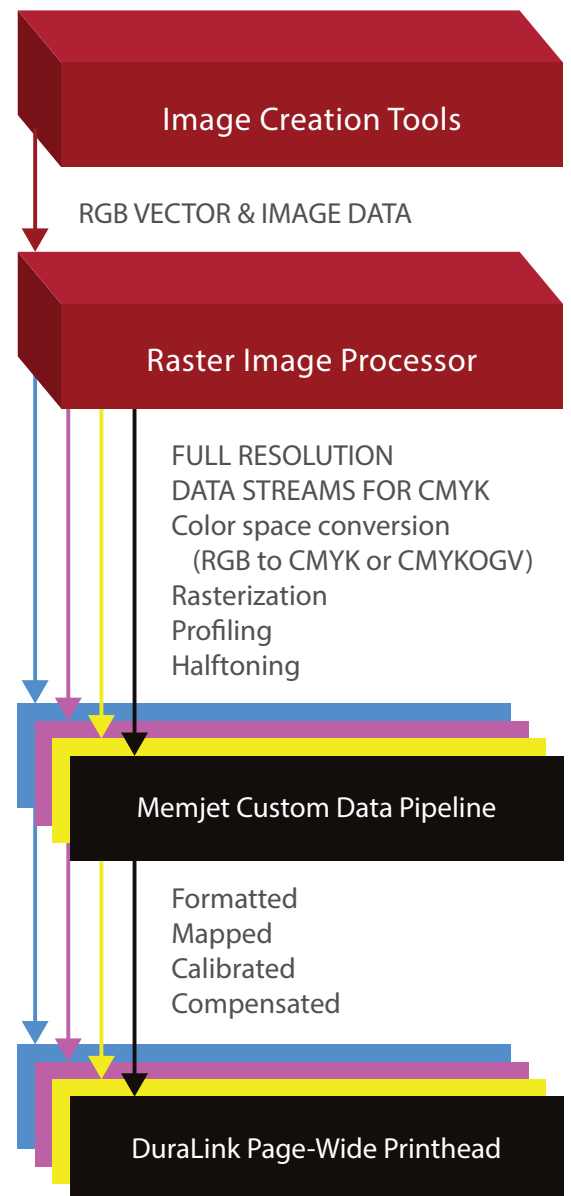 Image Creation Tools
RGB VECTOR & IMAGE DATA
Raster Image Processor
FULL RESOLUTION
DATA STREAMS FOR CMYK
Color space conversion
(RGB to CMYK or CMYKOGV)
Rasterization
Profiling
Halftoning
Memjet Custom Data Pipeline
Formatted
Mapped
Calibrated
Compensated
DuraLink Page-Wide Printhead